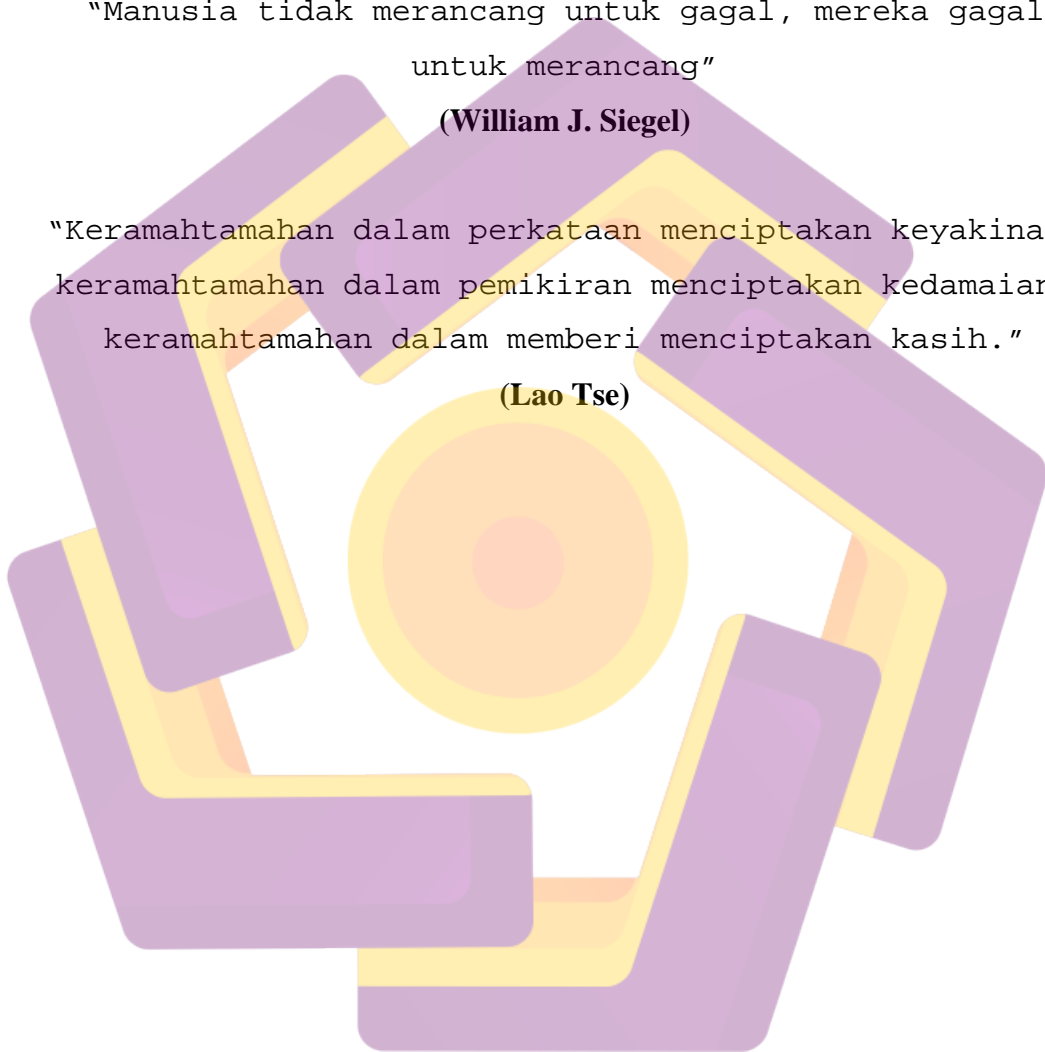 “Manusia tidak merancang untuk gagal, mereka gagal
untuk merancang”
(William J. Siegel)
“Keramahtamahan dalam perkataan menciptakan keyakina
keramahtamahan dalam pemikiran menciptakan kedamaian
keramahtamahan dalam memberi menciptakan kasih.”
(Lao Tse)